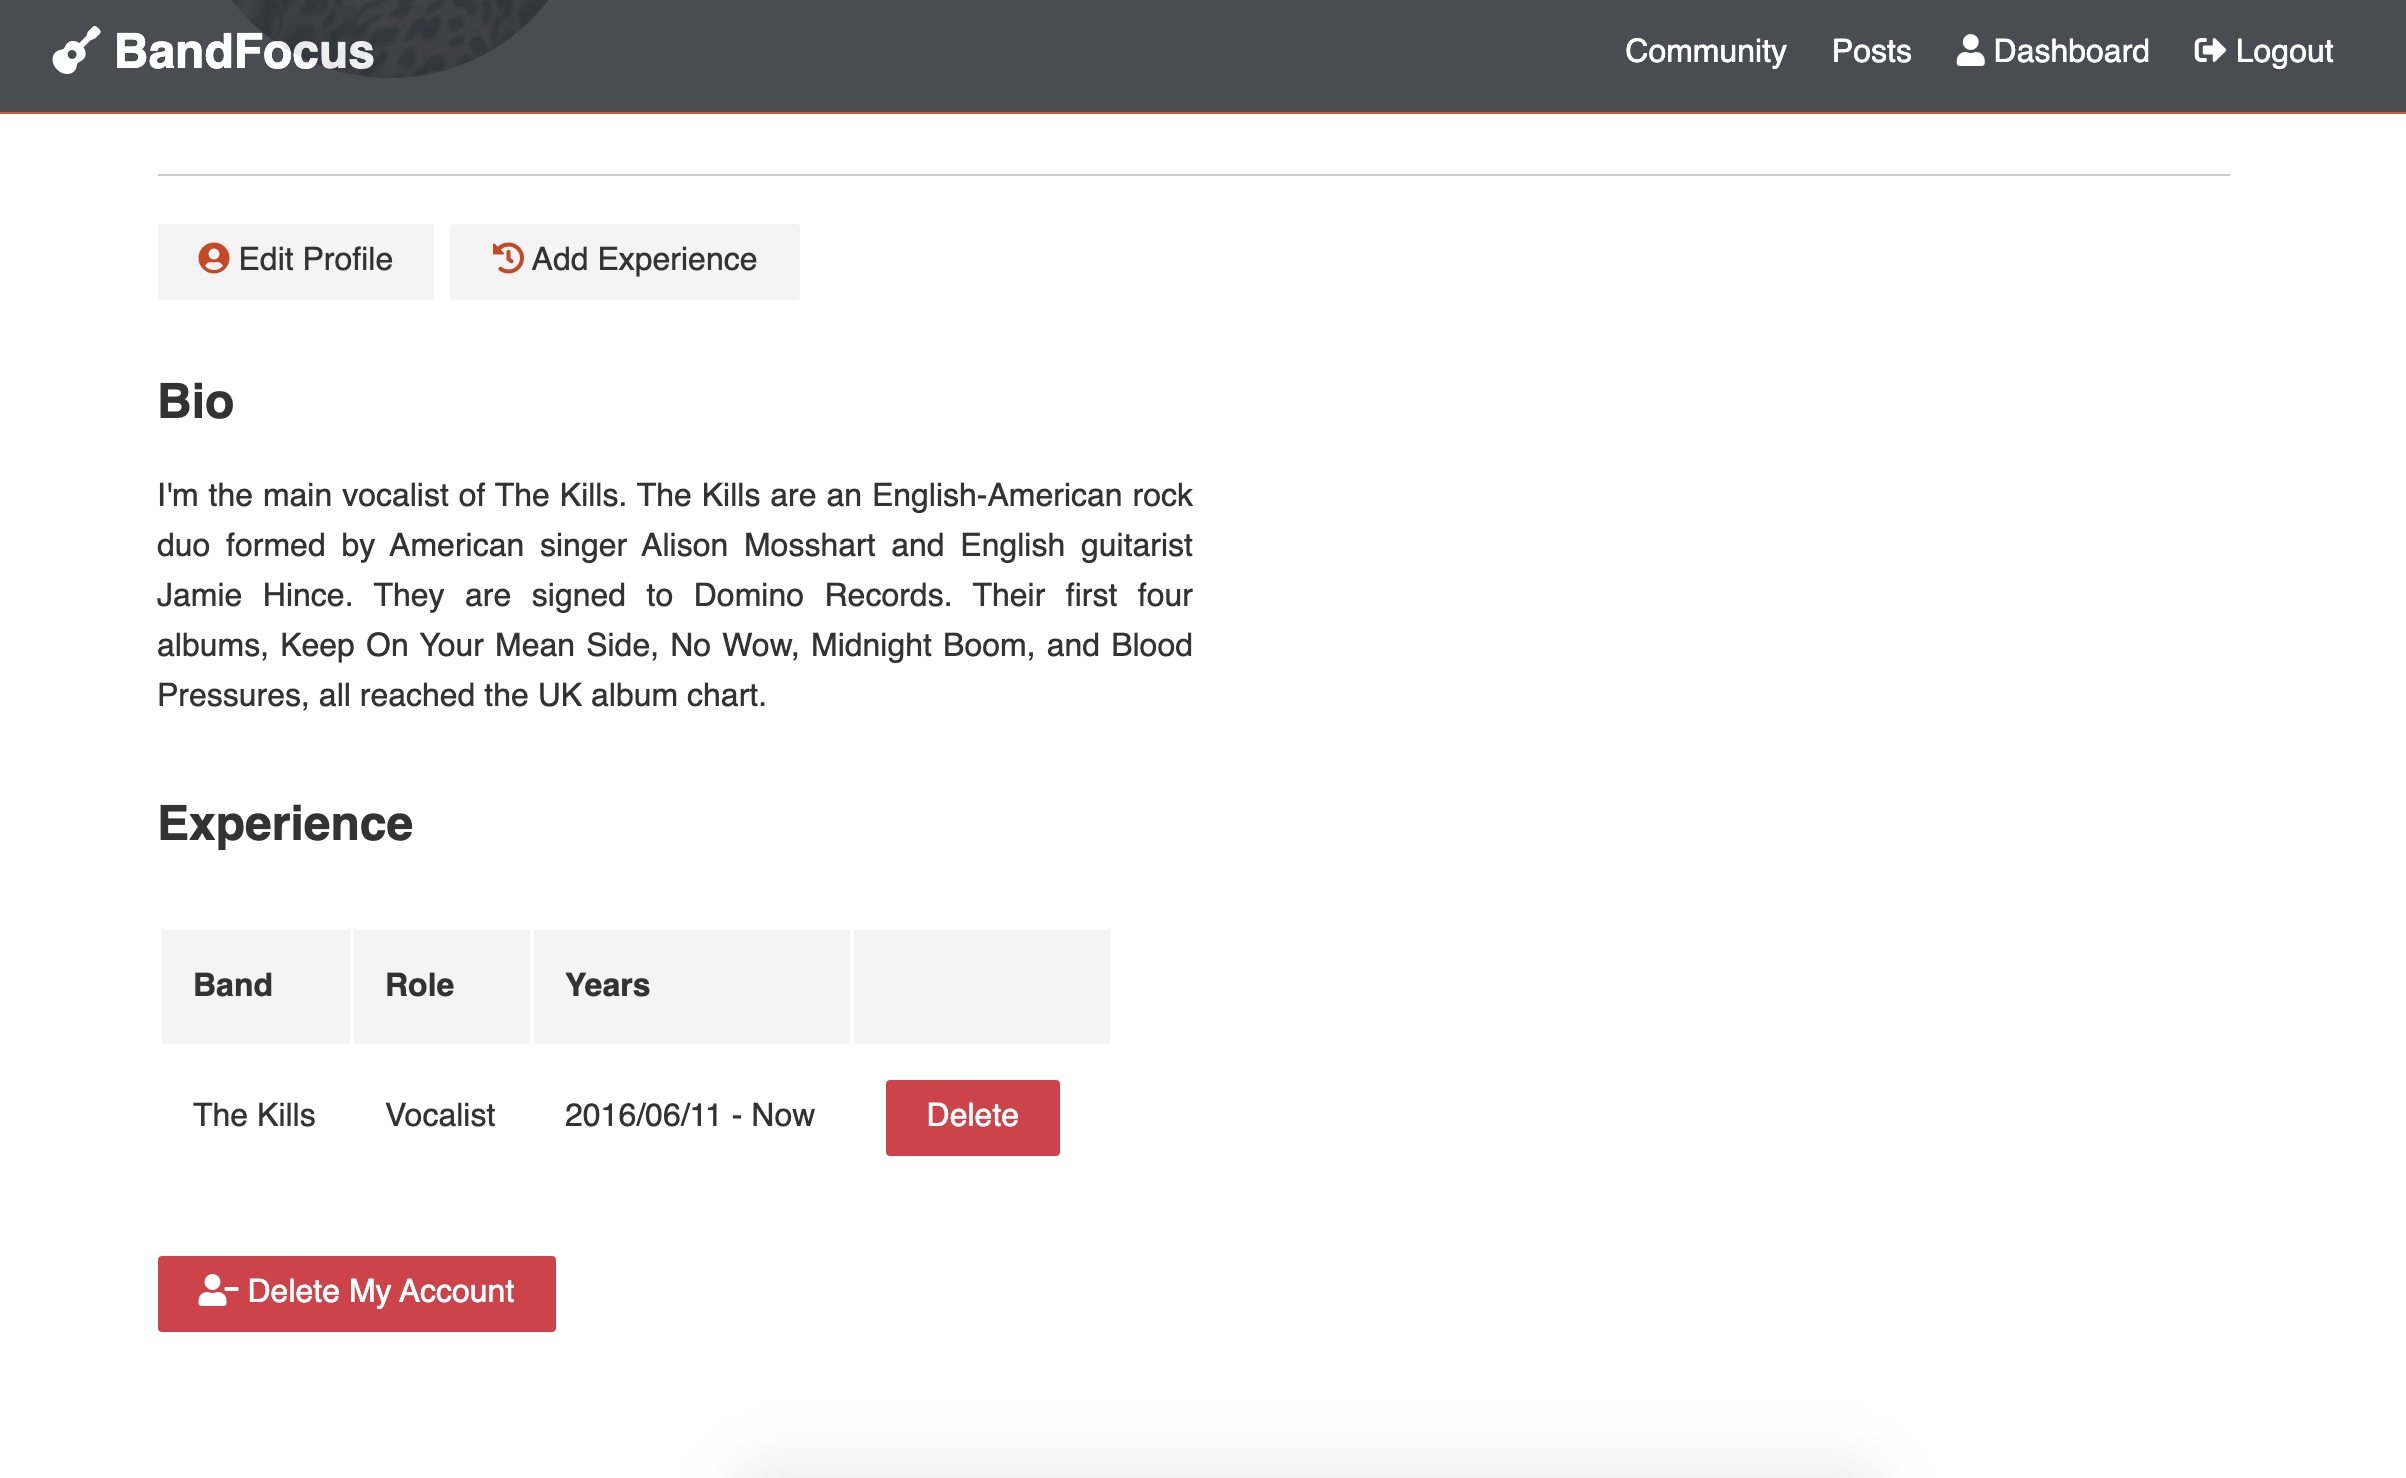 BandFocus
Community
Posts
Dashboard
Logout
Edit Profile
Add Experience
Bio
I'm the main vocalist of The Kills. The Kills are an English-American rock
duo formed by American singer Alison Mosshart and English guitarist
Jamie Hince. They are signed to Domino Records. Their first four
albums, Keep On Your Mean Side, No Wow, Midnight Boom, and Blood
Pressures, all reached the UK album chart.
Experience
Band Role Years
The Kills Vocalist 2016/06/11 - Now Delete
Delete My Account